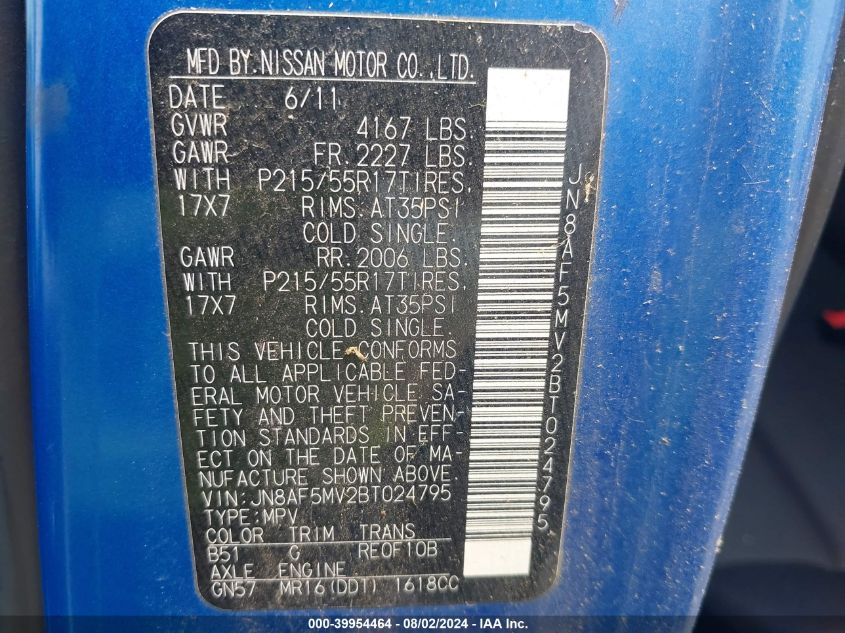 MFD BY.NISSAN MOTOR CO.,LTD.
DATE 6/11
GVWR 4167 LBS.
GAWR FR.2227 LBS.
WITH P215/55R17TIRES,
17X7 RIMS.AT35PSI
COLD SINGLE.
GAWR RR.2006 LBS.
WITH P215/55R17TIRES,
17X7 RIMS.AT35PSI
COLD SINGLE.
THIS VEHICLE CONFORMS
TO ALL APPLICABLE FED-
ERAL MOTOR VEHICLE SA-
FETY AND THEFT PREVEN-
TION STANDARDS IN EFF-
ECT ON THE DATE OF MA-
NUFACTURE SHOWN ABOVE.
VIN:JN8AF5MV2BT024795
TYPE:MPV
COLOR TRIM TRANS
B51 G RE0F10B
AXLE ENGINE
GN57 MR16(DDT) 1618CC
JN8AF5MV2BT024795
000-39954464 - 08/02/2024 - IAA Inc.